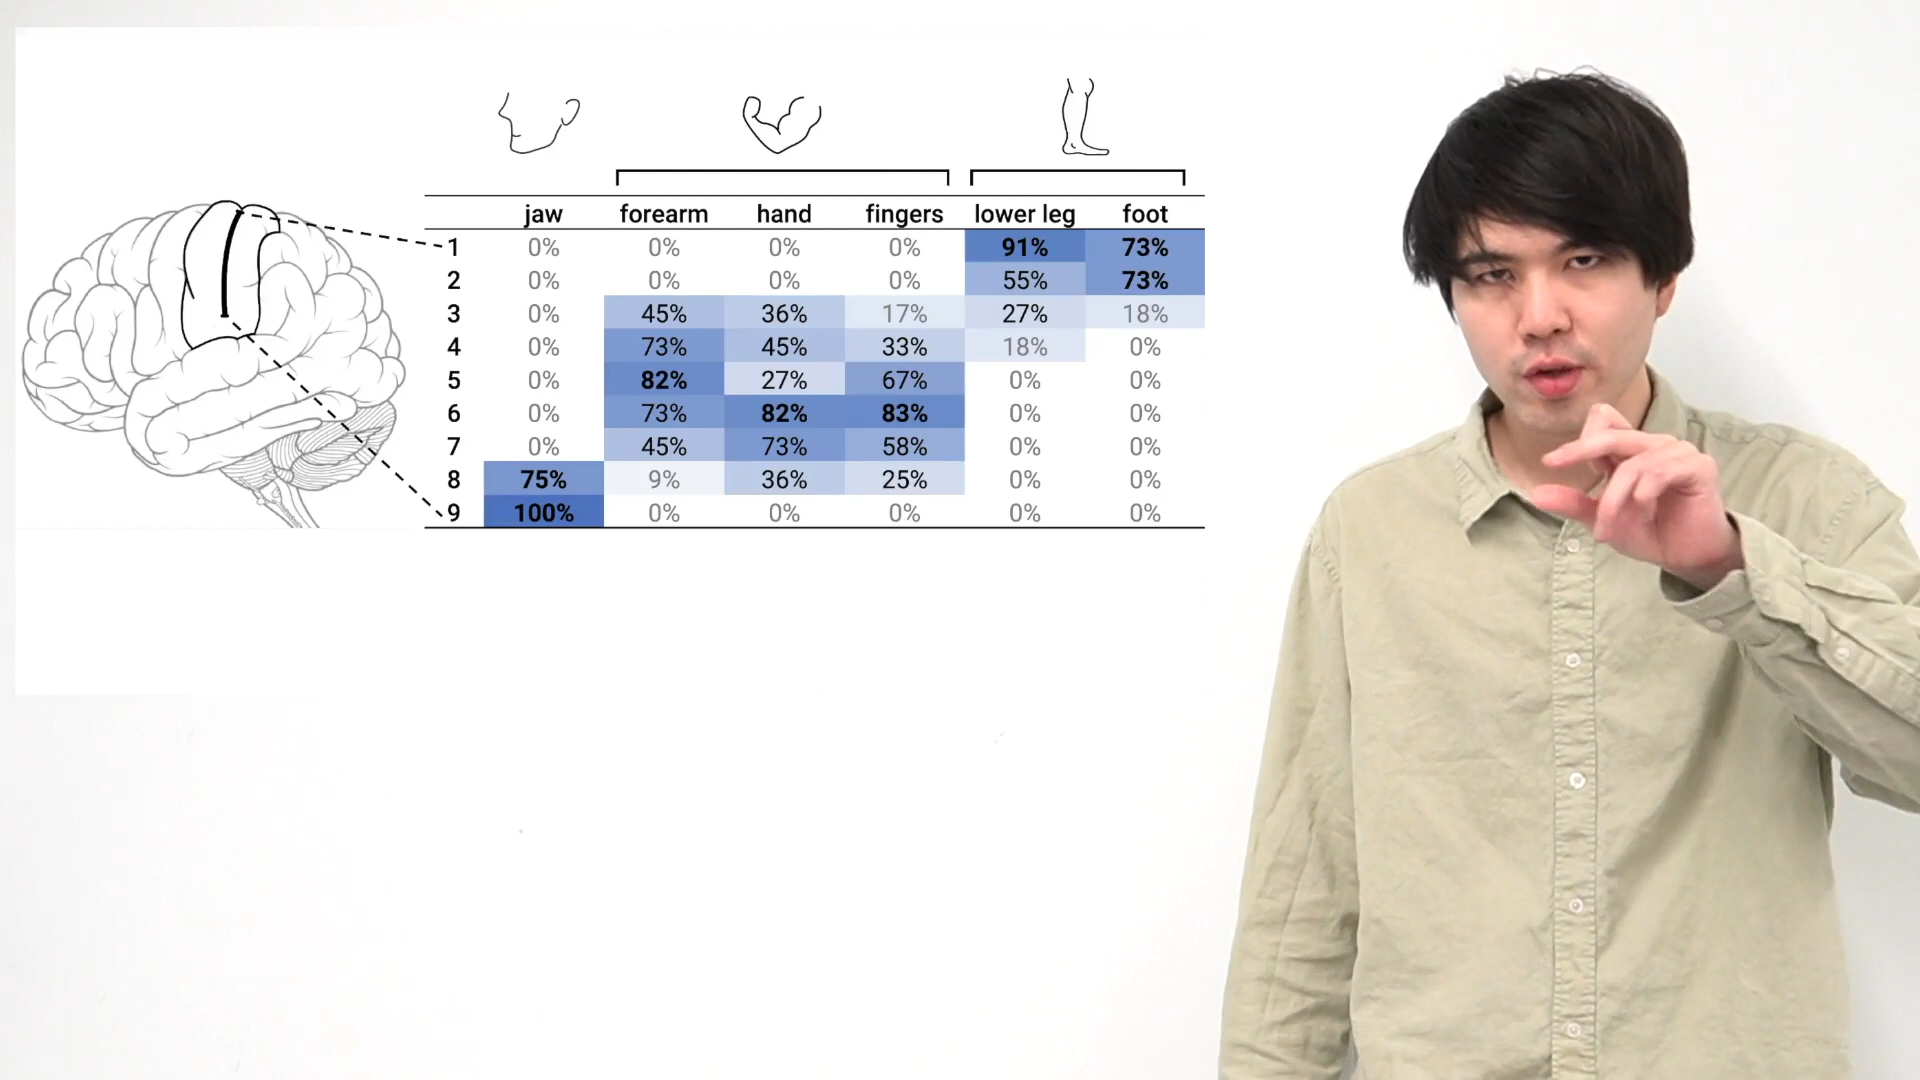 jaw forearm hand fingers lower leg foot
1 0% 0% 0% 0% 91% 73%
2 0% 0% 0% 0% 55% 73%
3 0% 45% 36% 17% 27% 18%
4 0% 73% 45% 33% 18% 0%
5 0% 82% 27% 67% 0% 0%
6 0% 73% 82% 83% 0% 0%
7 0% 45% 73% 58% 0% 0%
8 75% 9% 36% 25% 0% 0%
9 100% 0% 0% 0% 0% 0%